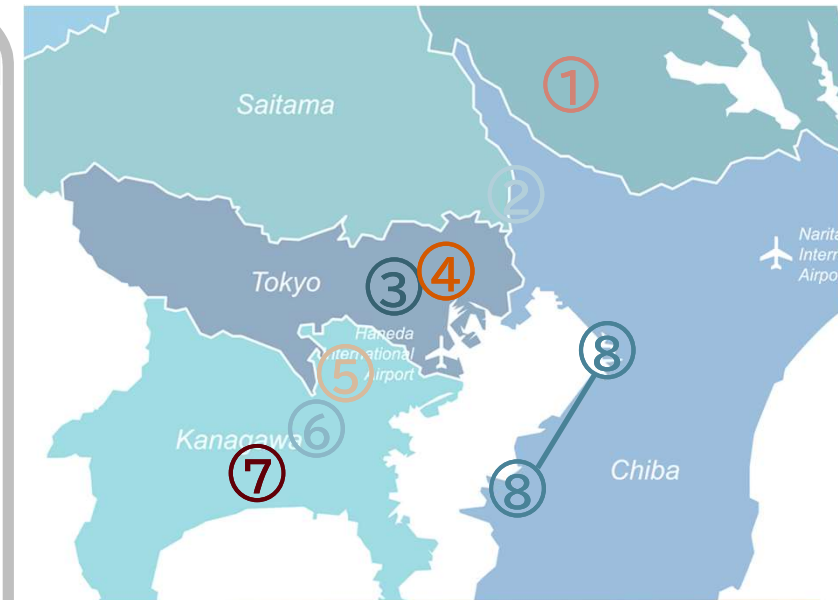 ①
Saitama
②
Narita
Intern
Airpo
④
③
Tokyo
Haneda
International
Airport
⑧
⑤
⑥
Kanagawa
⑦
Chiba
⑧